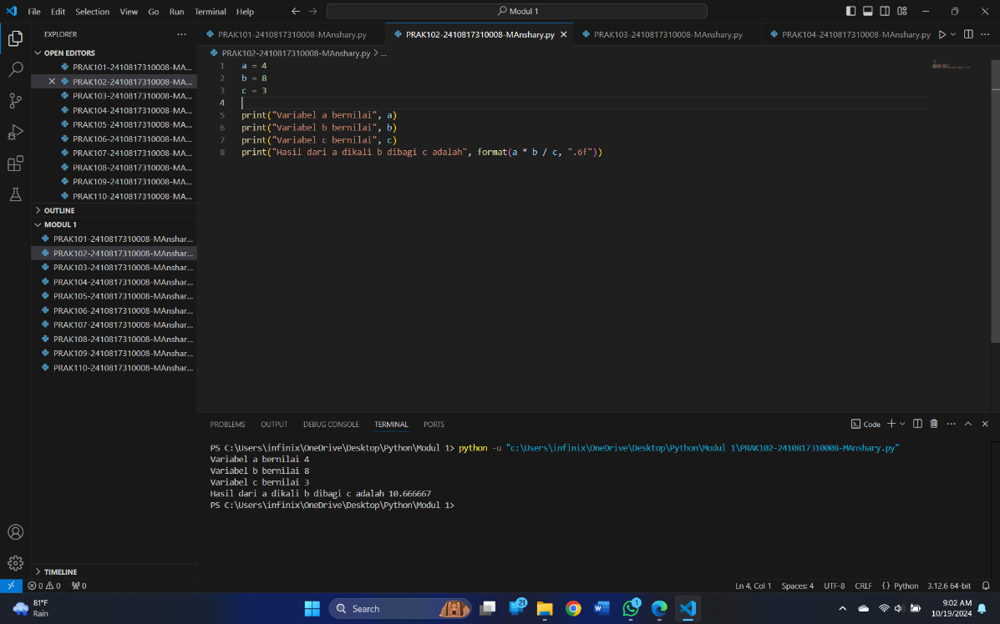 File Edit Selection View Go Run Terminal Help
Modul 1
EXPLORER
PRAK101-2410817310008-MAnshary.py
PRAK102-2410817310008-MAnshary.py
PRAK103-2410817310008-MAnshary.py
PRAK104-2410817310008-MAnshary.py
OPEN EDITORS
PRAK101-2410817310008-MA...
PRAK102-2410817310008-MA...
PRAK103-2410817310008-MA...
PRAK104-2410817310008-MA...
PRAK105-2410817310008-MA...
PRAK106-2410817310008-MA...
PRAK107-2410817310008-MA...
PRAK108-2410817310008-MA...
PRAK109-2410817310008-MA...
PRAK110-2410817310008-MA...
OUTLINE
MODUL 1
PRAK101-2410817310008-MAnshar...
PRAK102-2410817310008-MAnshar...
PRAK103-2410817310008-MAnshar...
PRAK104-2410817310008-MAnshar...
PRAK105-2410817310008-MAnshar...
PRAK106-2410817310008-MAnshar...
PRAK107-2410817310008-MAnshar...
PRAK108-2410817310008-MAnshar...
PRAK109-2410817310008-MAnshar...
PRAK110-2410817310008-MAnshar...
TIMELINE
PRAK102-2410817310008-MAnshary.py > ...
1 a = 4
2 b = 8
3 c = 3
4
5 print("Variabel a bernilai", a)
6 print("Variabel b bernilai", b)
7 print("Variabel c bernilai", c)
8 print("Hasil dari a dikali b dibagi c adalah", format(a * b / c, ".6f"))
PROBLEMS OUTPUT DEBUG CONSOLE TERMINAL PORTS
Code
PS C:\Users\infinix\OneDrive\Desktop\Python\Modul 1> python -u "c:\Users\infinix\OneDrive\Desktop\Python\Modul 1\PRAK102-2410817310008-MAnshary.py"
Variabel a bernilai 4
Variabel b bernilai 8
Variabel c bernilai 3
Hasil dari a dikali b dibagi c adalah 10.666667
PS C:\Users\infinix\OneDrive\Desktop\Python\Modul 1>
0 0 0
Ln 4, Col 1 Spaces: 4 UTF-8 CRLF {} Python 3.12.6 64-bit
81°F
Rain
Search
21
1
9:02 AM
10/19/2024